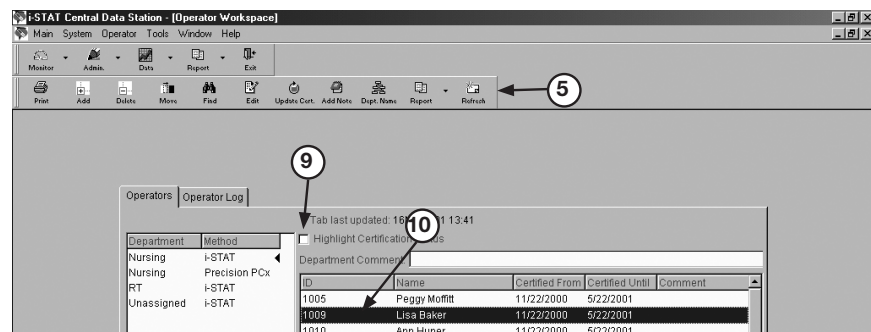 i-STAT Central Data Station - [Operator Workspace]
Main System Operator Tools Window Help
Monitor Admin. Data Report Exit
Print Add Delete Move Find Edit Update Cert. Add Note Dept. Name Report Refresh
5
9
Operators Operator Log
Tab last updated: 13:41
10
Highlight Certification
Department Comment:
Department Method
Nursing i-STAT
Nursing Precision PCx
RT i-STAT
Unassigned i-STAT
ID Name Certified From Certified Until Comment
1005 Peggy Moffitt 11/22/2000 5/22/2001
1009 Lisa Baker 11/22/2000 5/22/2001
1010 Ann Huper 11/22/2000 5/22/2001